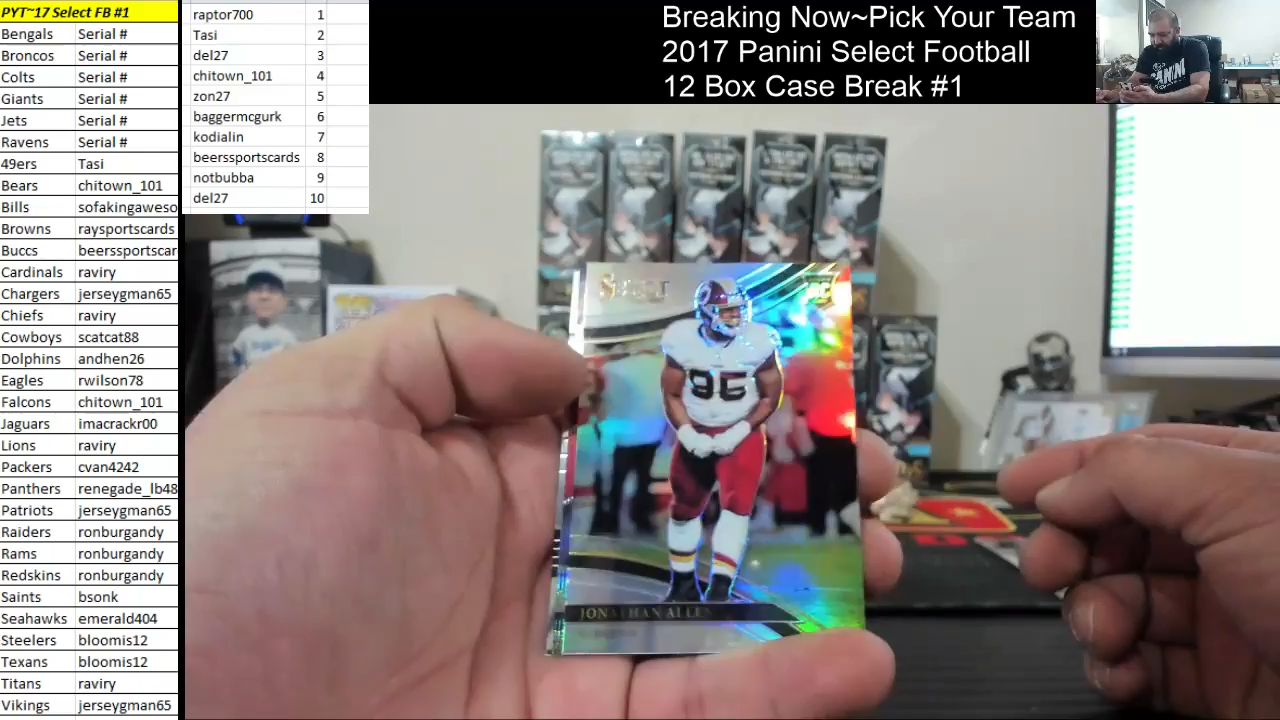 PYT~17 Select FB #1
Bengals Serial #
Broncos Serial #
Colts Serial #
Giants Serial #
Jets Serial #
Ravens Serial #
49ers Tasi
Bears chitown_101
Bills sofakingaweso
Browns raysportscards
Buccs beerssportscar
Cardinals raviry
Chargers jerseygman65
Chiefs raviry
Cowboys scatcat88
Dolphins andhen26
Eagles rwilson78
Falcons chitown_101
Jaguars imacrackr00
Lions raviry
Packers cvan4242
Panthers renegade_lb48
Patriots jerseygman65
Raiders ronburgandy
Rams ronburgandy
Redskins ronburgandy
Saints bsonk
Seahawks emerald404
Steelers bloomis12
Texans bloomis12
Titans raviry
Vikings jerseygman65
raptor700 1
Tasi 2
del27 3
chitown_101 4
zon27 5
baggermcgurk 6
kodialin 7
beerssportscards 8
notbubba 9
del27 10
Breaking Now~Pick Your Team
2017 Panini Select Football
12 Box Case Break #1
PANINI
SELECT
RC
95
JONATHAN ALLEN